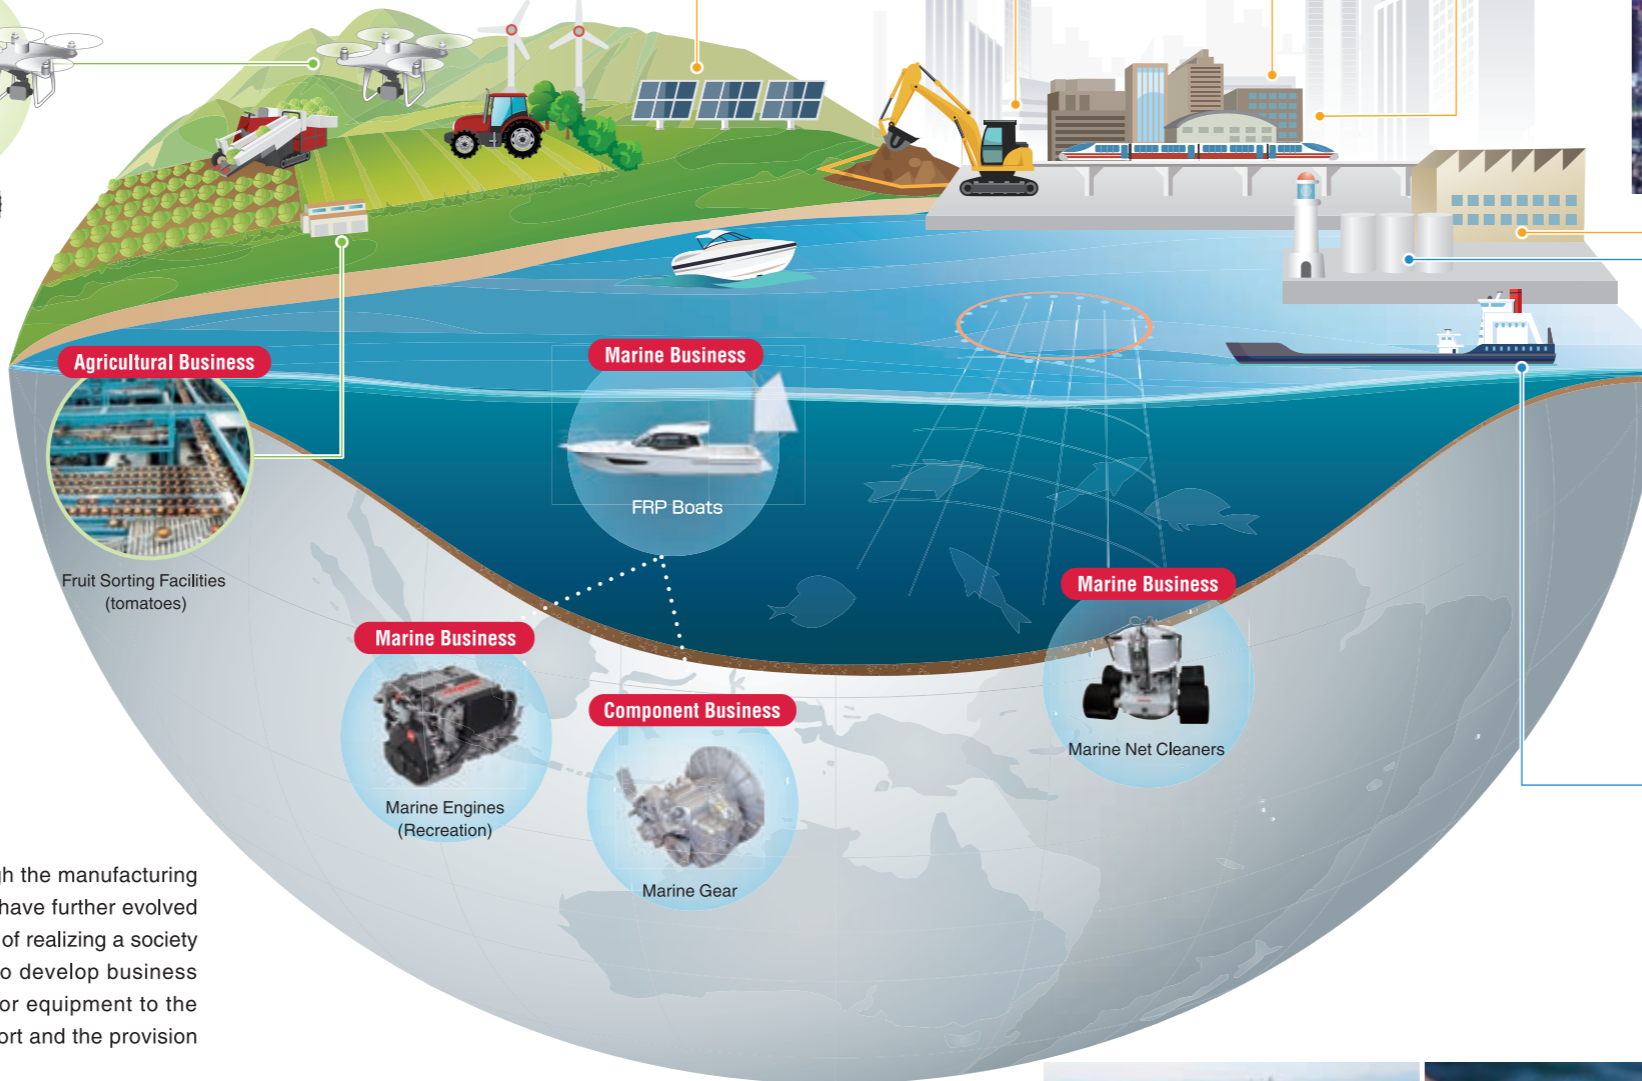 Agricultural Business
Fruit Sorting Facilities
(tomatoes)
Marine Business
FRP Boats
Marine Business
Marine Engines
(Recreation)
Component Business
Marine Gear
Marine Business
Marine Net Cleaners
the manufacturing
have further evolved
of realizing a society
develop business
or equipment to the
and the provision